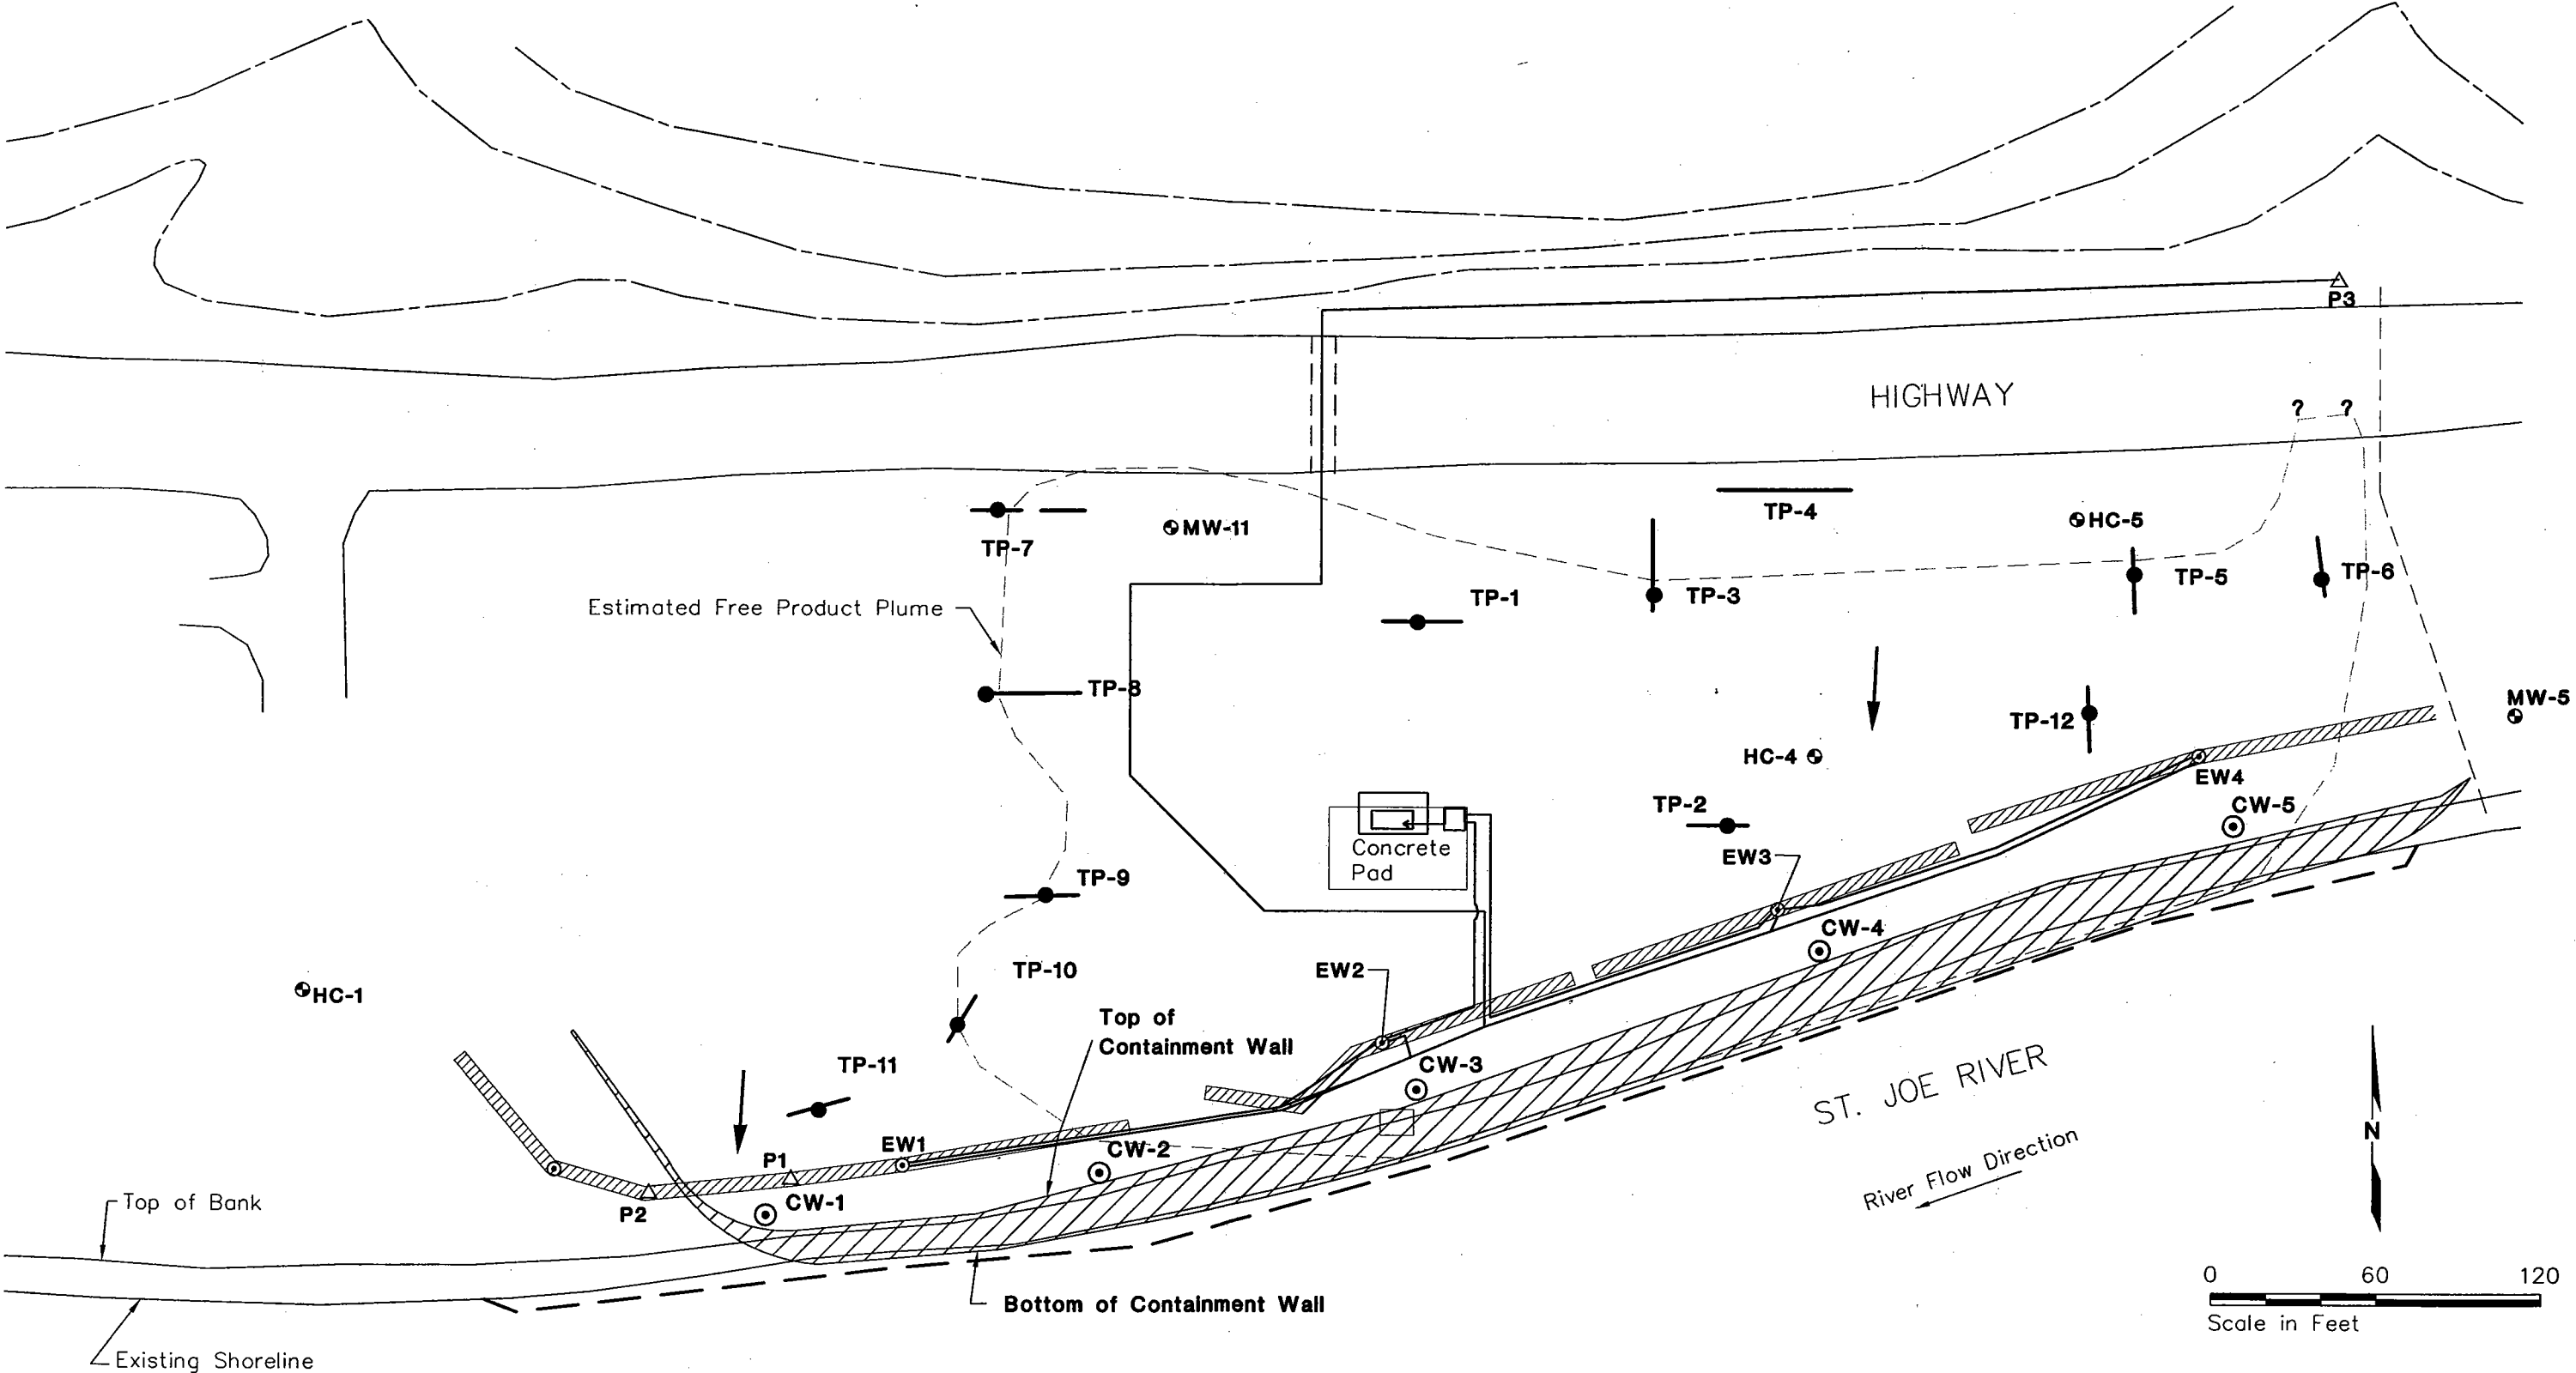 P3
HIGHWAY
? ?
TP-4
MW-11
HC-5
TP-7
TP-5
TP-6
TP-1
TP-3
Estimated Free Product Plume
TP-8
MW-5
TP-12
HC-4
EW4
TP-2
CW-5
Concrete
Pad
EW3
TP-9
CW-4
TP-10
EW2
HC-1
Top of
Containment Wall
CW-3
TP-11
ST. JOE RIVER
N
EW1
CW-2
P1
River Flow Direction
CW-1
Top of Bank
P2
0 60 120
Bottom of Containment Wall
Scale in Feet
Existing Shoreline